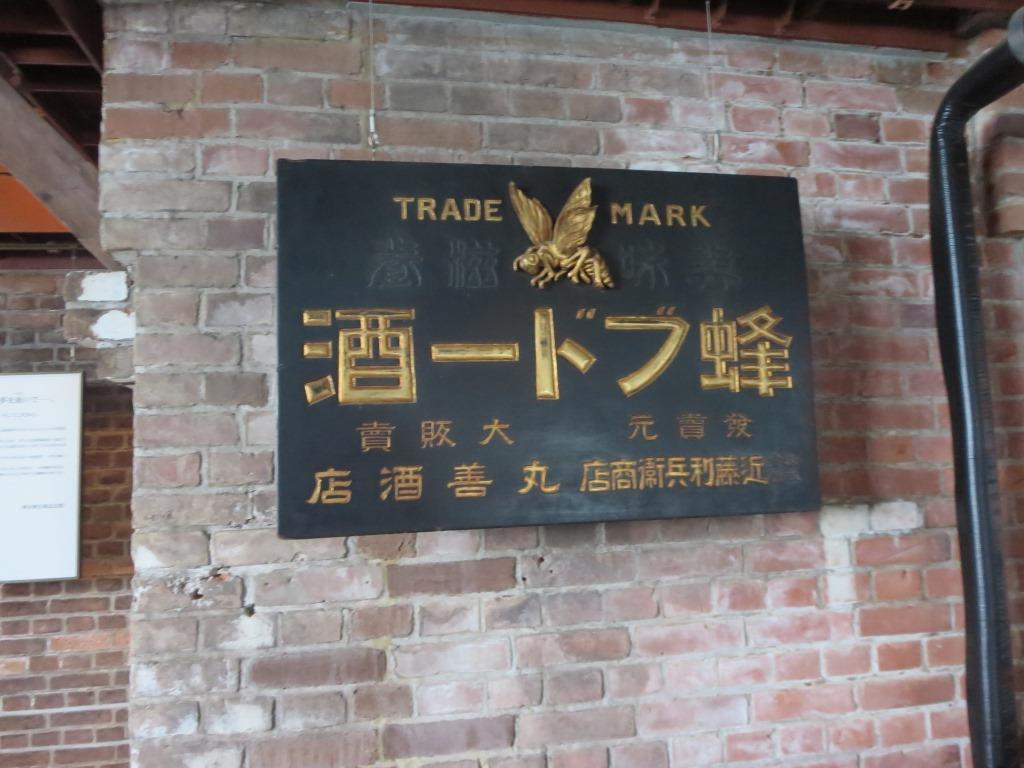 TRADE MARK
美味 滋養
蜂ブドー酒
發賣元 大販賣
近藤利兵衛商店 丸善酒店